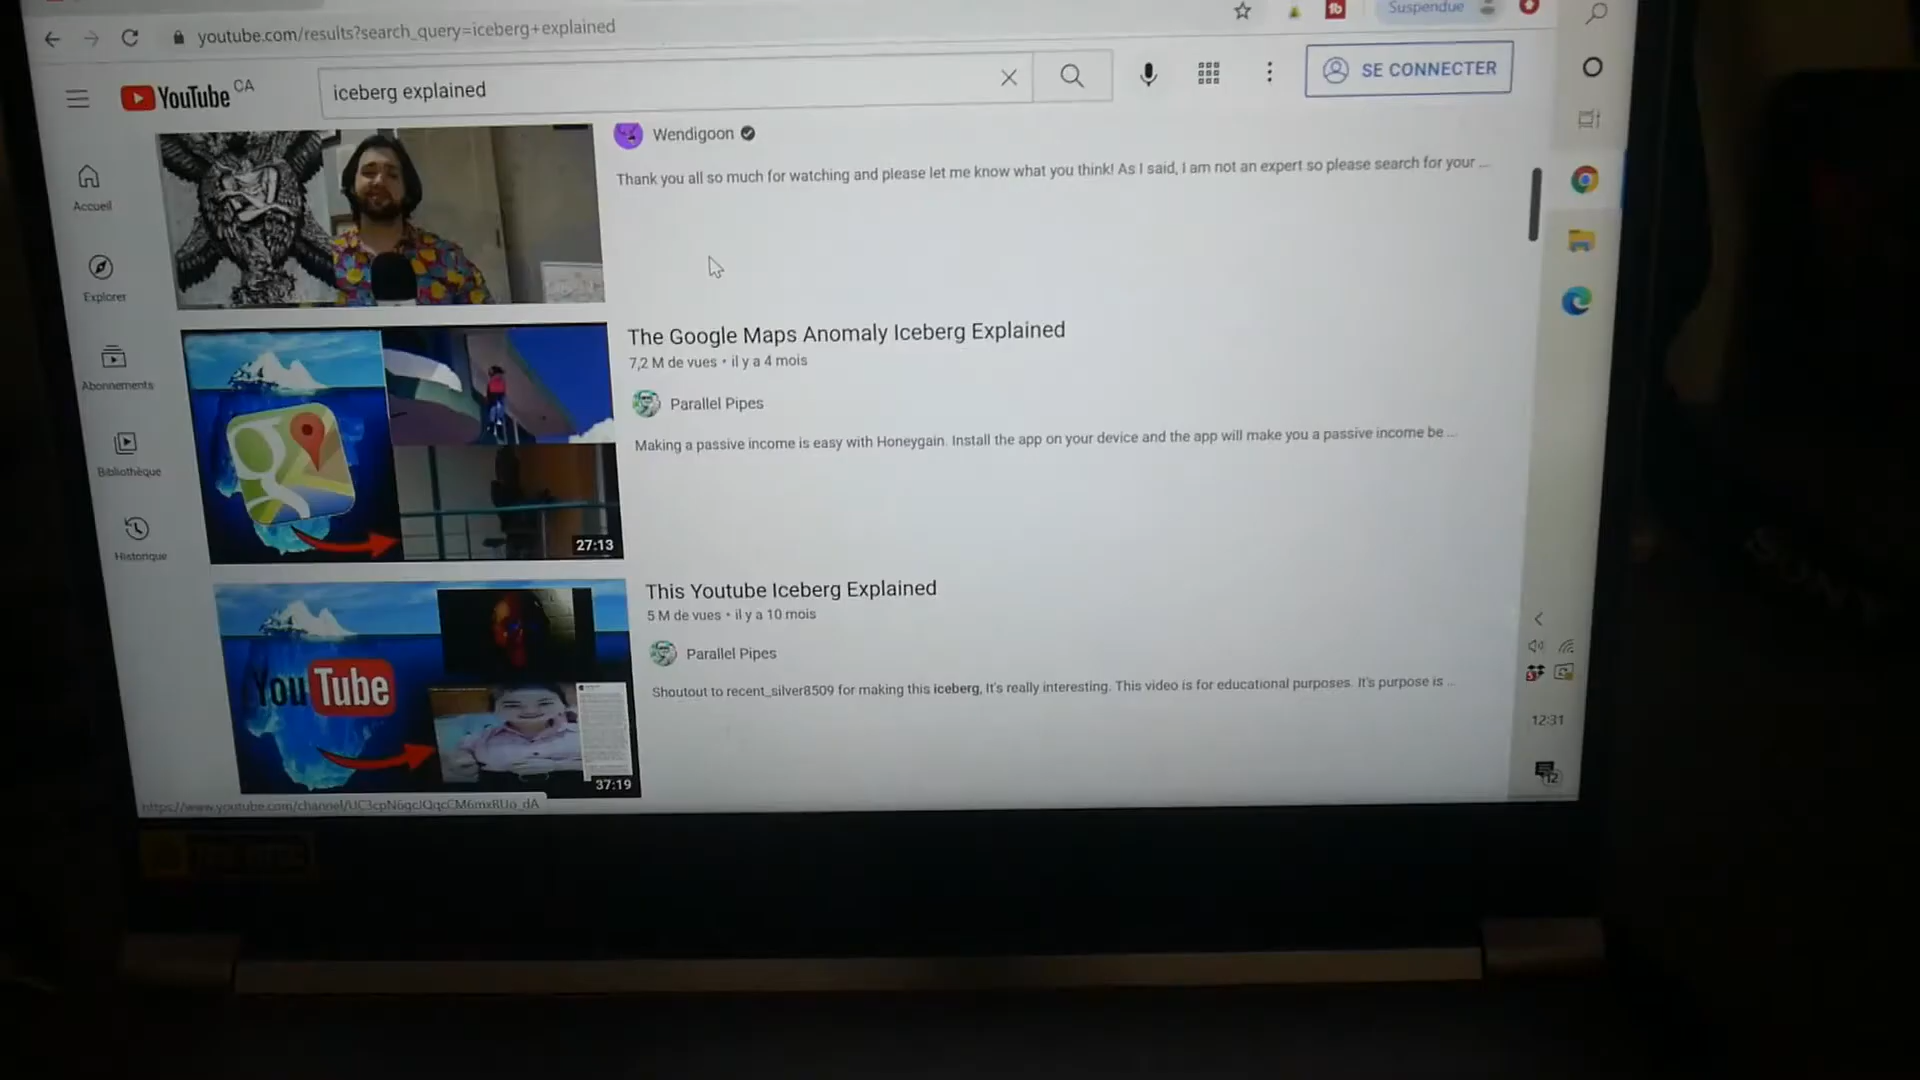 youtube.com/results?search_query=iceberg+explained
Suspendue
YouTube CA
iceberg explained
SE CONNECTER
Accueil
Explorer
Abonnements
Bibliothèque
Historique
Wendigoon
Thank you all so much for watching and please let me know what you think! As I said, I am not an expert so please search for your ...
The Google Maps Anomaly Iceberg Explained
7,2 M de vues • il y a 4 mois
Parallel Pipes
Making a passive income is easy with Honeygain. Install the app on your device and the app will make you a passive income be ...
27:13
This Youtube Iceberg Explained
5 M de vues • il y a 10 mois
Parallel Pipes
Shoutout to recent_silver8509 for making this iceberg, It's really interesting. This video is for educational purposes. It's purpose is ...
YouTube
37:19
12:31
12